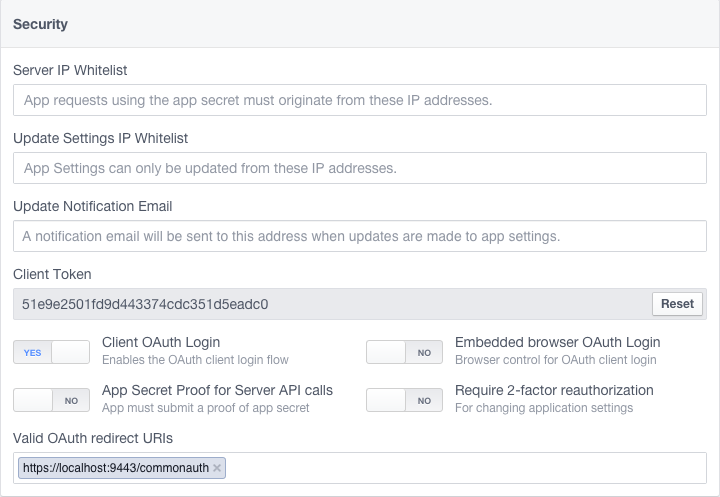 Security
Server IP Whitelist
App requests using the app secret must originate from these IP addresses.
Update Settings IP Whitelist
App Settings can only be updated from these IP addresses.
Update Notification Email
A notification email will be sent to this address when updates are made to app settings.
Client Token
51e9e2501fd9d443374cdc351d5eadc0 Reset
YES Client OAuth Login
Enables the OAuth client login flow
NO Embedded browser OAuth Login
Browser control for OAuth client login
NO App Secret Proof for Server API calls
App must submit a proof of app secret
NO Require 2-factor reauthorization
For changing application settings
Valid OAuth redirect URIs
https://localhost:9443/commonauth ×